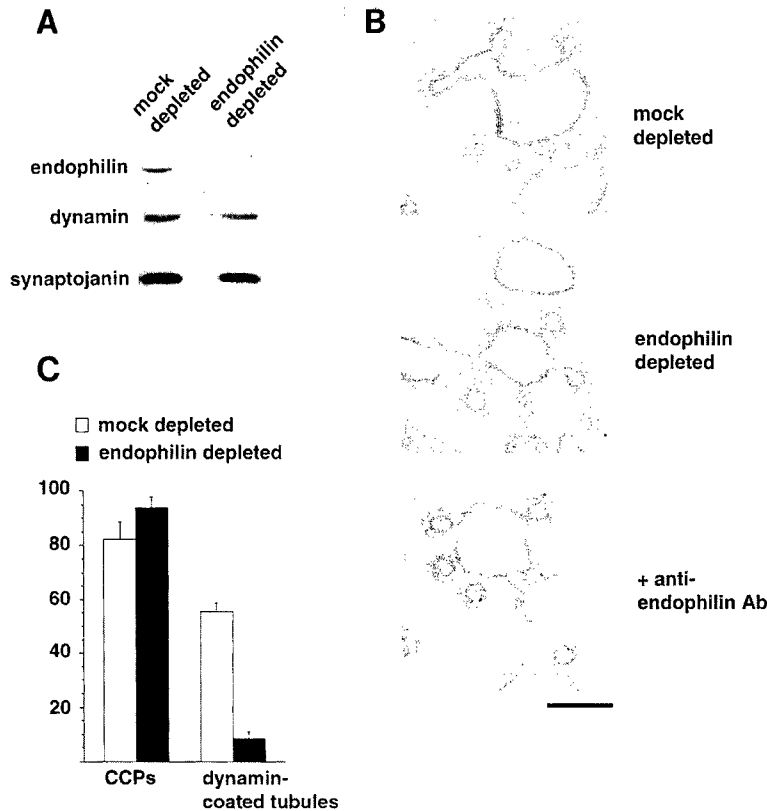 A
mock
depleted
endophilin
depleted
endophilin
dynamin
synaptojanin
B
mock
depleted
endophilin
depleted
+ anti-
endophilin Ab
C
mock depleted
endophilin depleted
100
80
60
40
20
CCPs
dynamin-
coated tubules